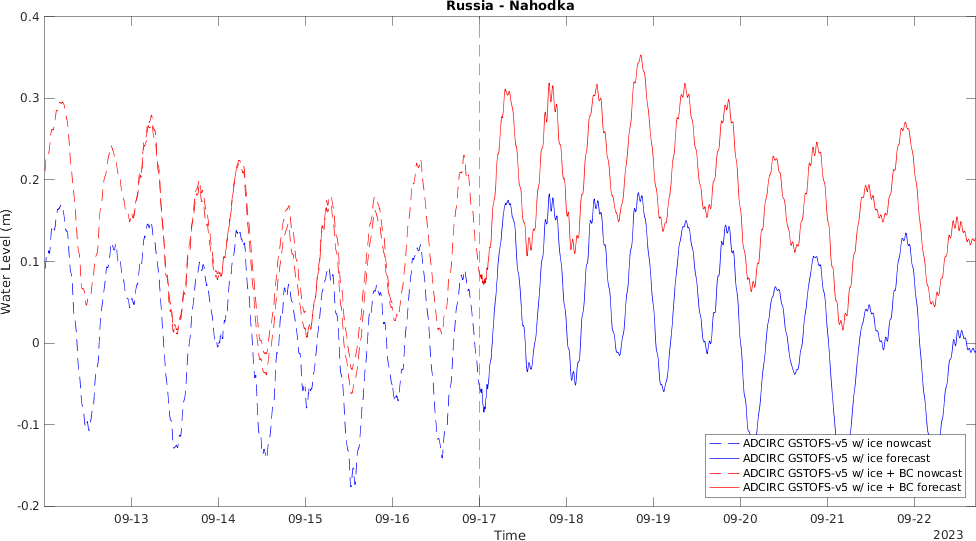 Russia - Nahodka
0.4
0.3
0.2
0.1
0
-0.1
-0.2
Water Level (m)
ADCIRC GSTOFS-v5 w/ ice nowcast
ADCIRC GSTOFS-v5 w/ ice forecast
ADCIRC GSTOFS-v5 w/ ice + BC nowcast
ADCIRC GSTOFS-v5 w/ ice + BC forecast
09-13 09-14 09-15 09-16 09-17 09-18 09-19 09-20 09-21 09-22
Time
2023